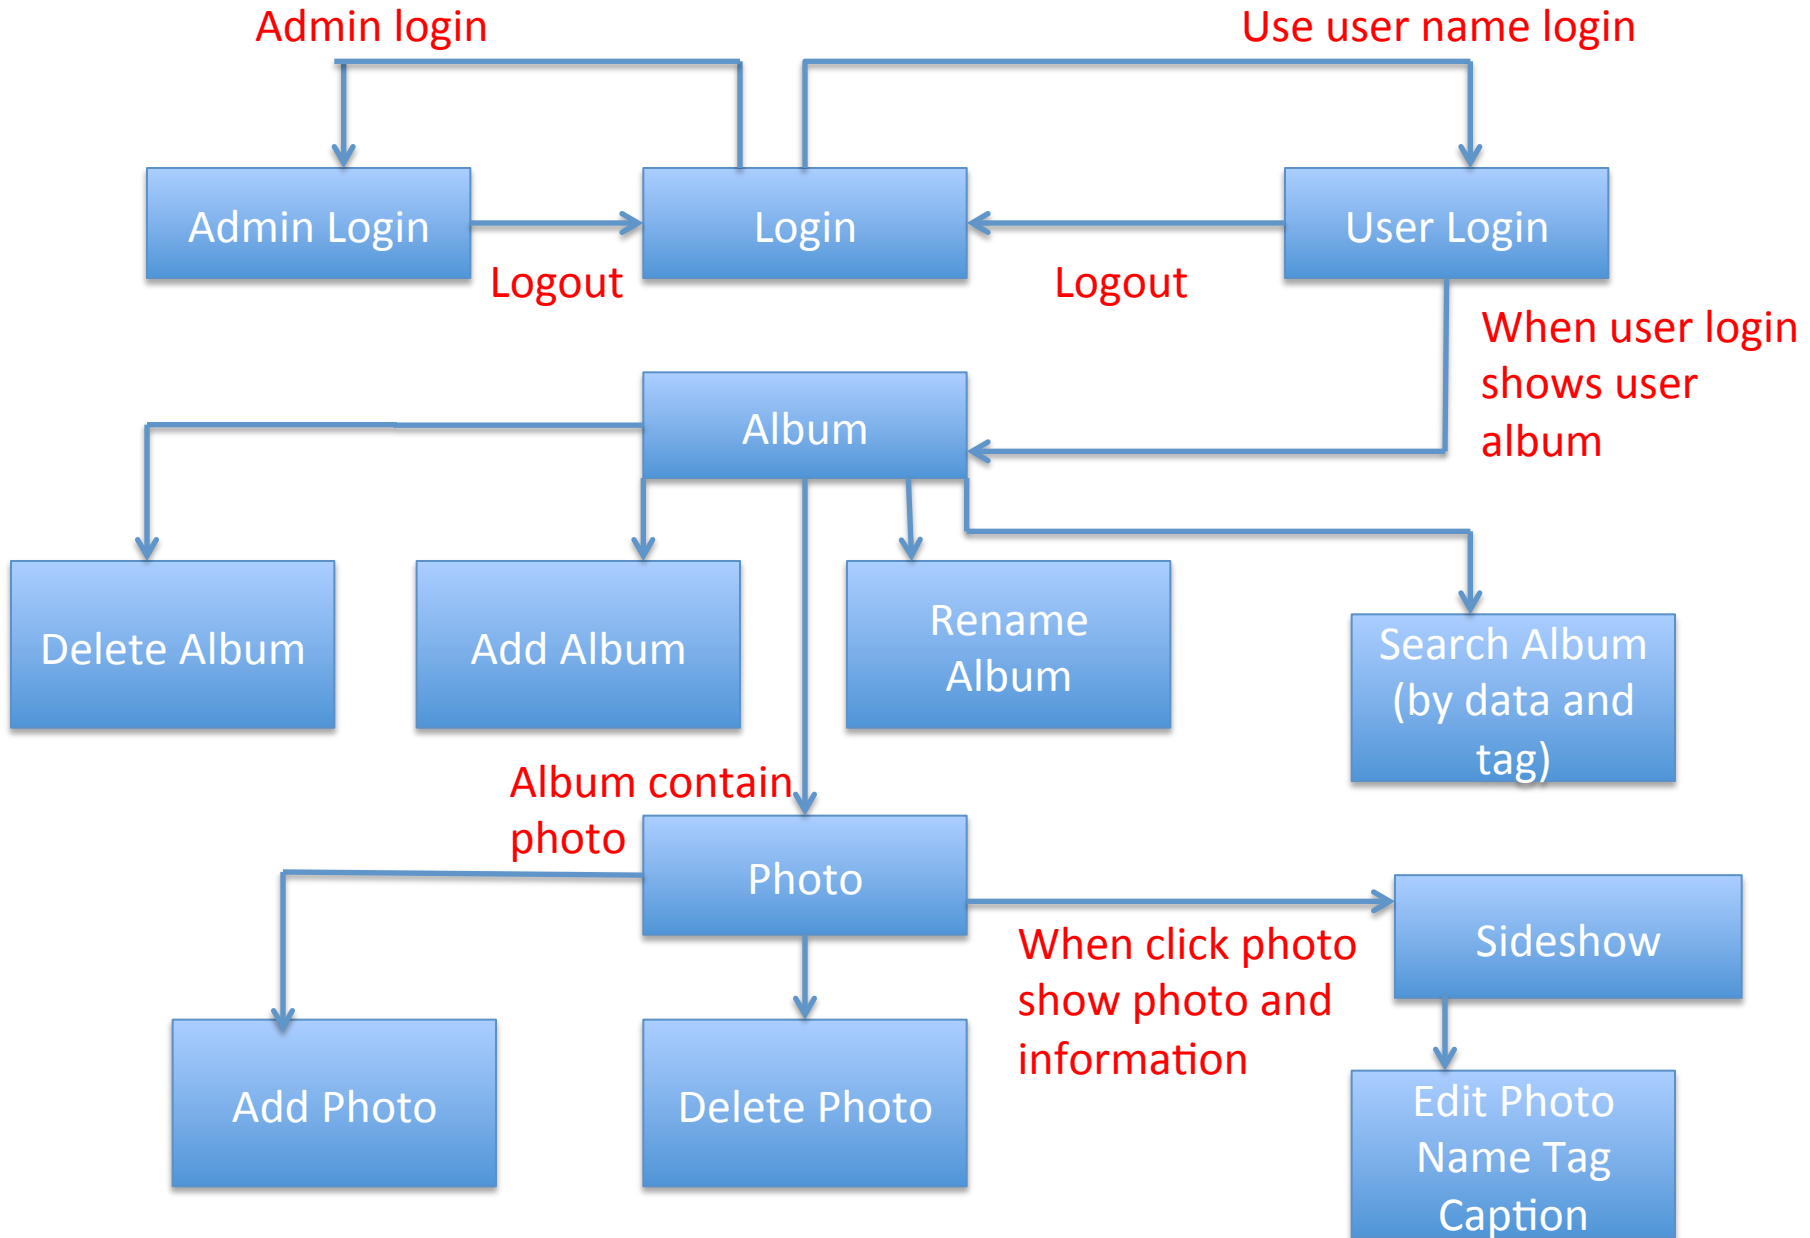 Admin login
Use user name login
Admin Login
Login
User Login
Logout
Logout
When user login
shows user
album
Album
Delete Album
Add Album
Rename
Album
Search Album
(by data and
tag)
Album contain
photo
Photo
When click photo
show photo and
information
Sideshow
Add Photo
Delete Photo
Edit Photo
Name Tag
Caption